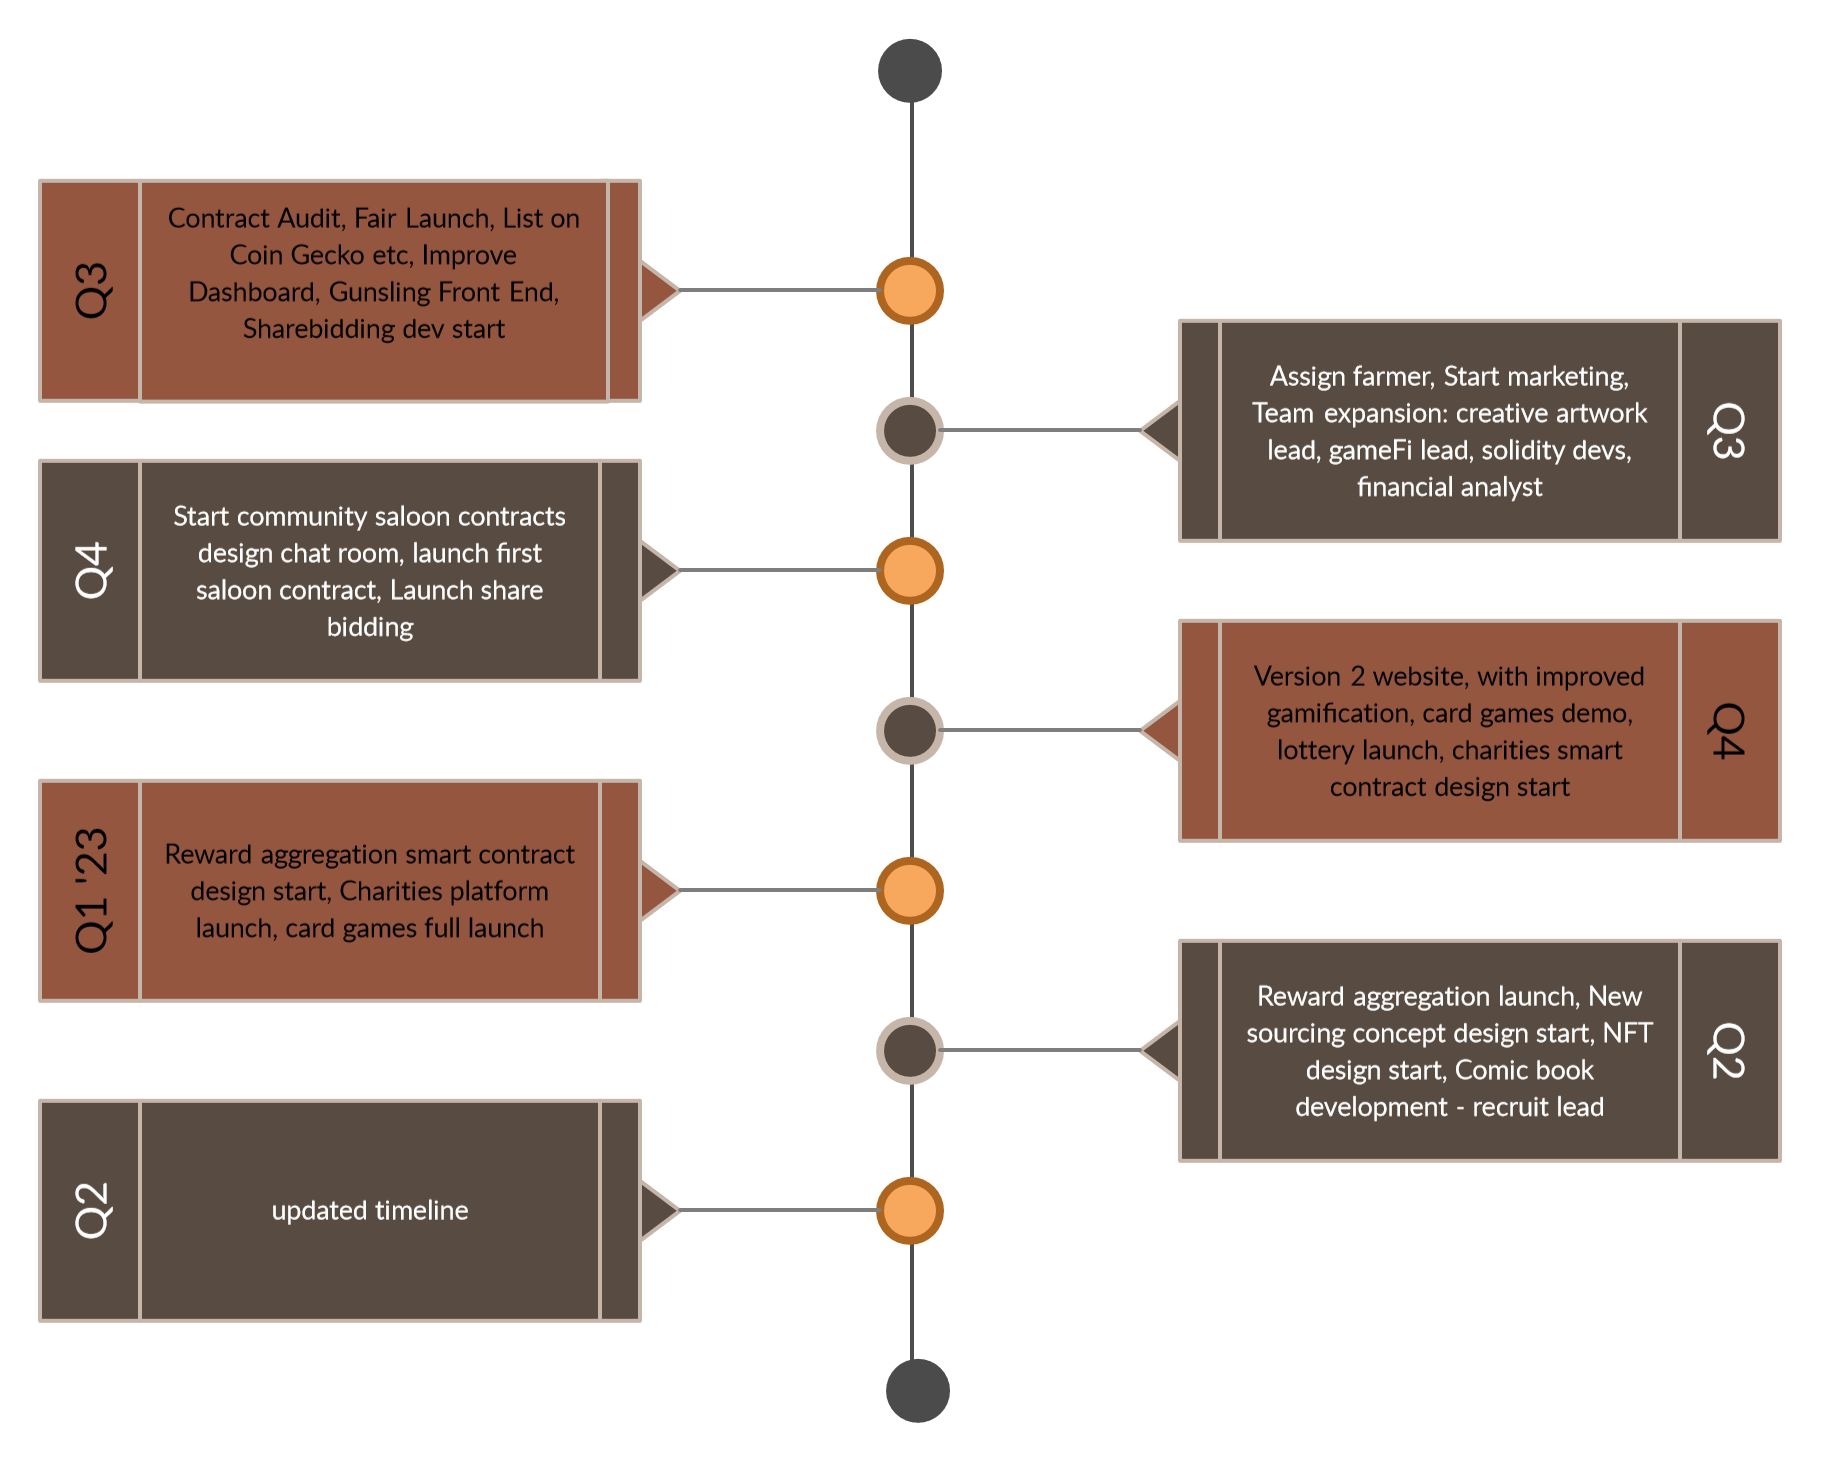 Q3
Contract Audit, Fair Launch, List on
Coin Gecko etc, Improve
Dashboard, Gunsling Front End,
Sharebidding dev start
Assign farmer, Start marketing,
Team expansion: creative artwork
lead, gameFi lead, solidity devs,
financial analyst
Q3
Q4
Start community saloon contracts
design chat room, launch first
saloon contract, Launch share
bidding
Version 2 website, with improved
gamification, card games demo,
lottery launch, charities smart
contract design start
Q4
Q1 '23
Reward aggregation smart contract
design start, Charities platform
launch, card games full launch
Reward aggregation launch, New
sourcing concept design start, NFT
design start, Comic book
development - recruit lead
Q2
Q2
updated timeline